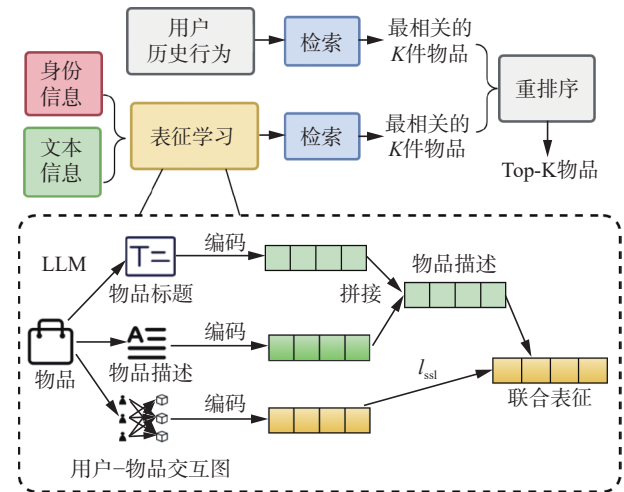 用户
历史行为
检索
最相关的
K件物品
重排序
身份
信息
文本
信息
表征学习
检索
最相关的
K件物品
Top-K物品
LLM
物品标题
编码
物品描述
拼接
物品
物品描述
编码
l_ssl
联合表征
编码
用户–物品交互图